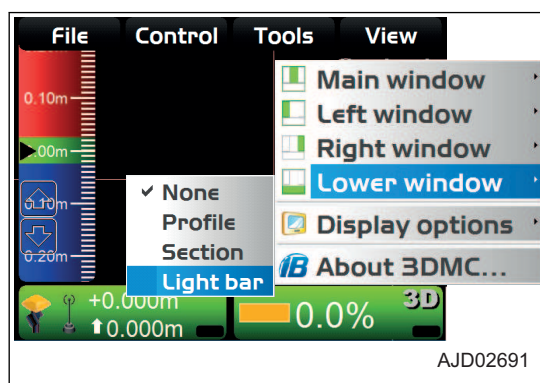 File Control Tools View
0.10m
.00m
0.10m
0.20m
Main window
Left window
Right window
Lower window
Display options
About 3DMC...
✓ None
Profile
Section
Light bar
+0.000m
0.000m
0.0%
3D
AJD02691